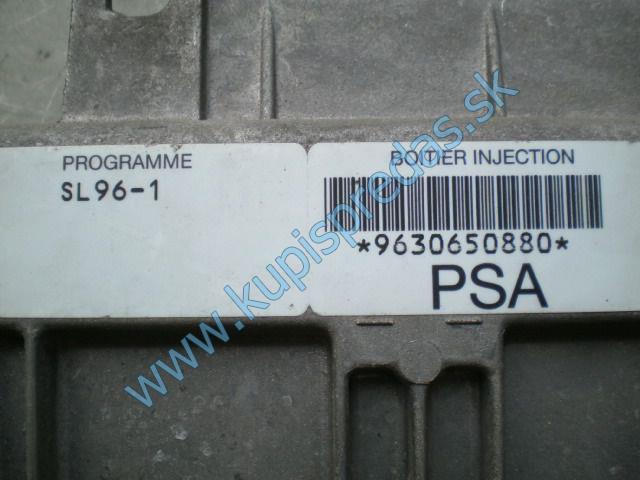 PROGRAMME
SL96-1
BOITIER INJECTION
*9630650880*
PSA
www.kupispredas.sk